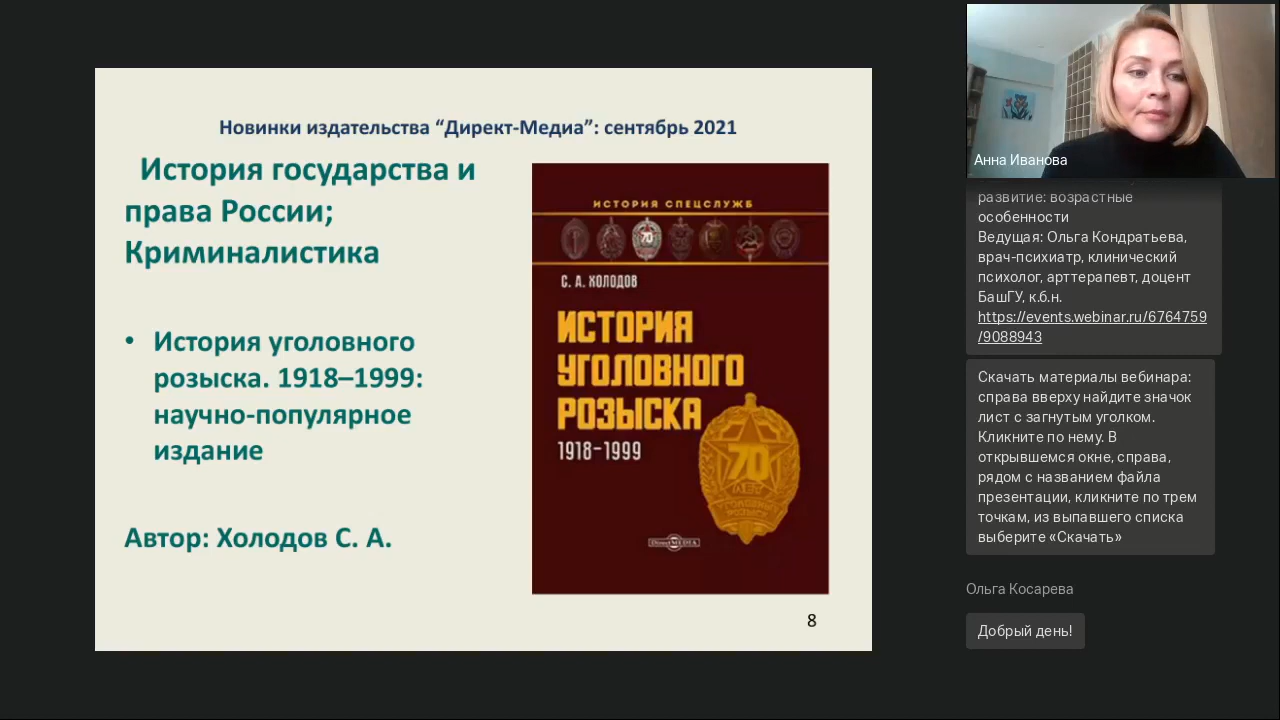 Новинки издательства “Директ-Медиа”: сентябрь 2021
История государства и
права России;
Криминалистика
• История уголовного
розыска. 1918–1999:
научно-популярное
издание
Автор: Холодов С. А.
ИСТОРИЯ СПЕЦСЛУЖБ
70
С. А. ХОЛОДОВ
ИСТОРИЯ
УГОЛОВНОГО
РОЗЫСКА
1918–1999
70
ЛЕТ
DirectMEDIA
8
Анна Иванова
развитие: возрастные
особенности
Ведущая: Ольга Кондратьева,
врач-психиатр, клинический
психолог, арттерапевт, доцент
БашГУ, к.б.н.
https://events.webinar.ru/6764759
/9088943
Скачать материалы вебинара:
справа вверху найдите значок
лист с загнутым уголком.
Кликните по нему. В
открывшемся окне, справа,
рядом с названием файла
презентации, кликните по трем
точкам, из выпавшего списка
выберите «Скачать»
Ольга Косарева
Добрый день!